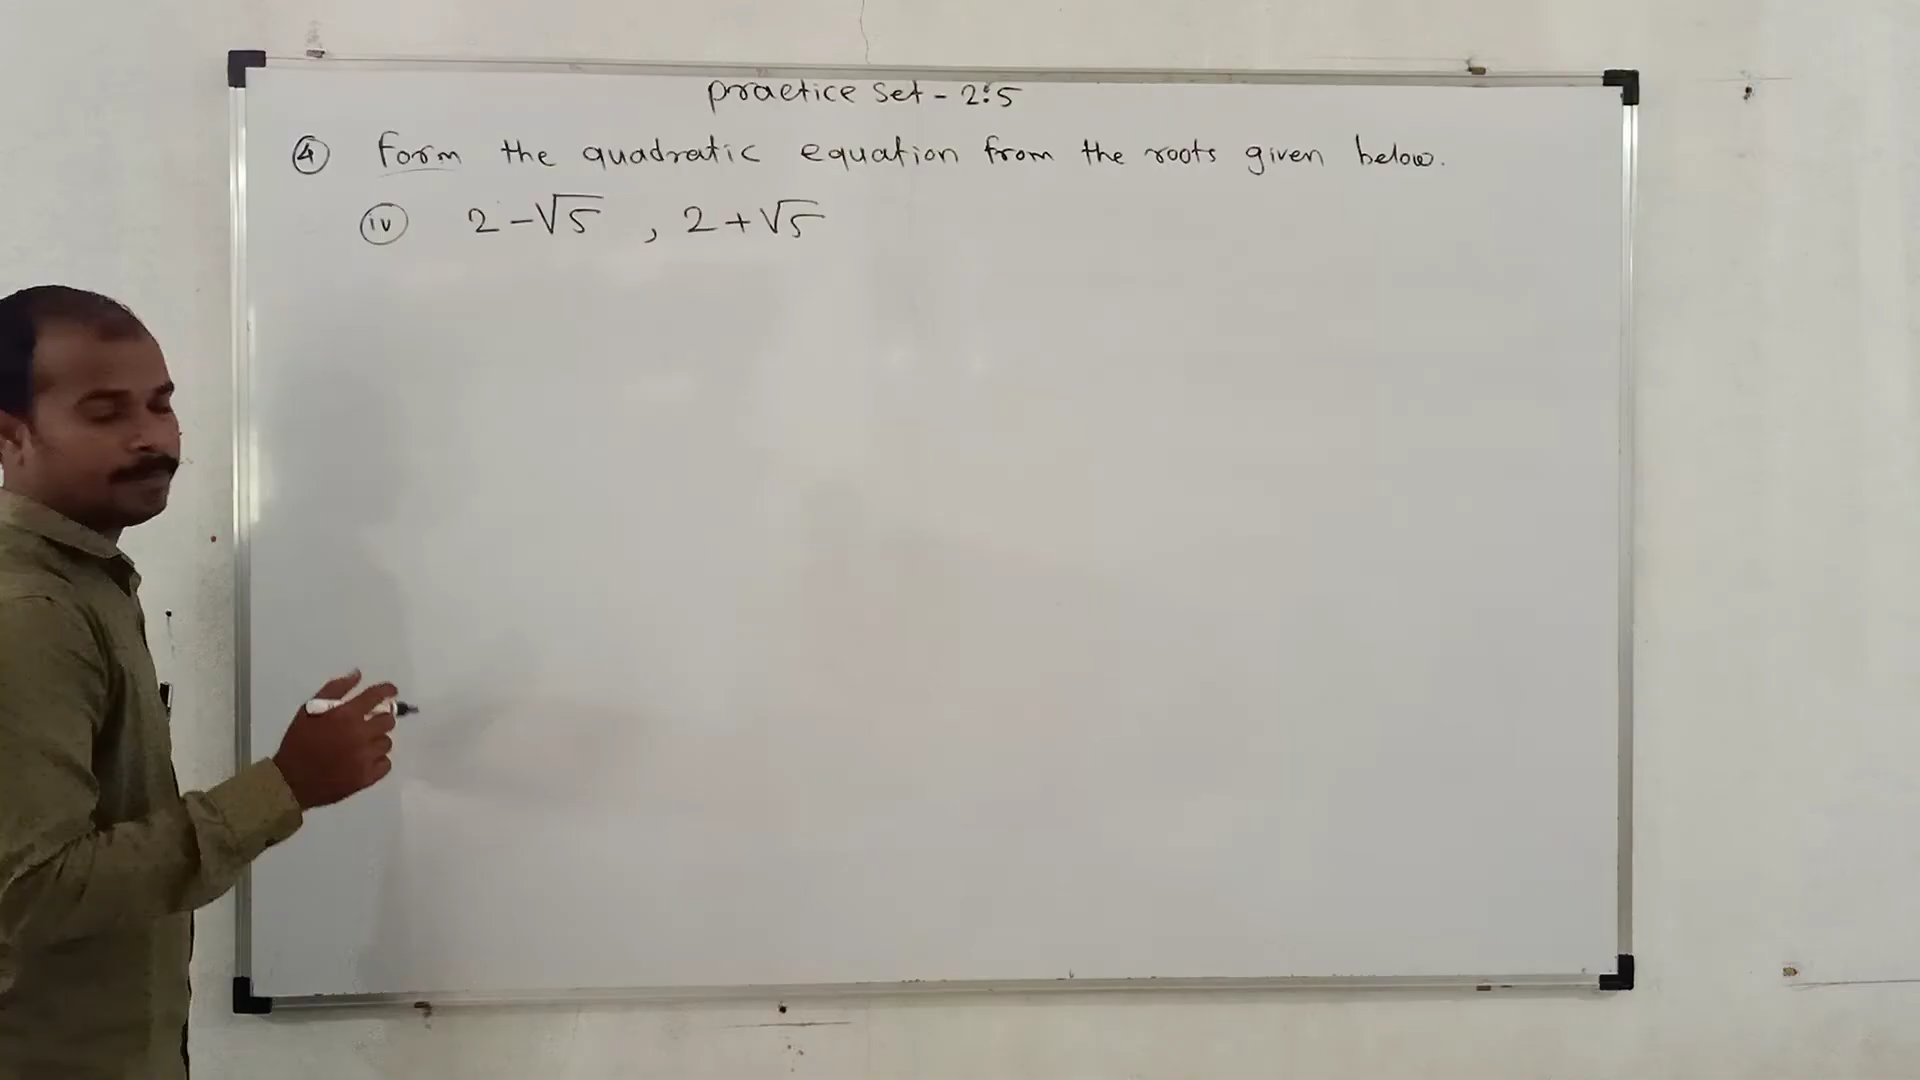 practice set - 2:5
4 Form the quadratic equation from the roots given below.
iv 2-√5 , 2+√5